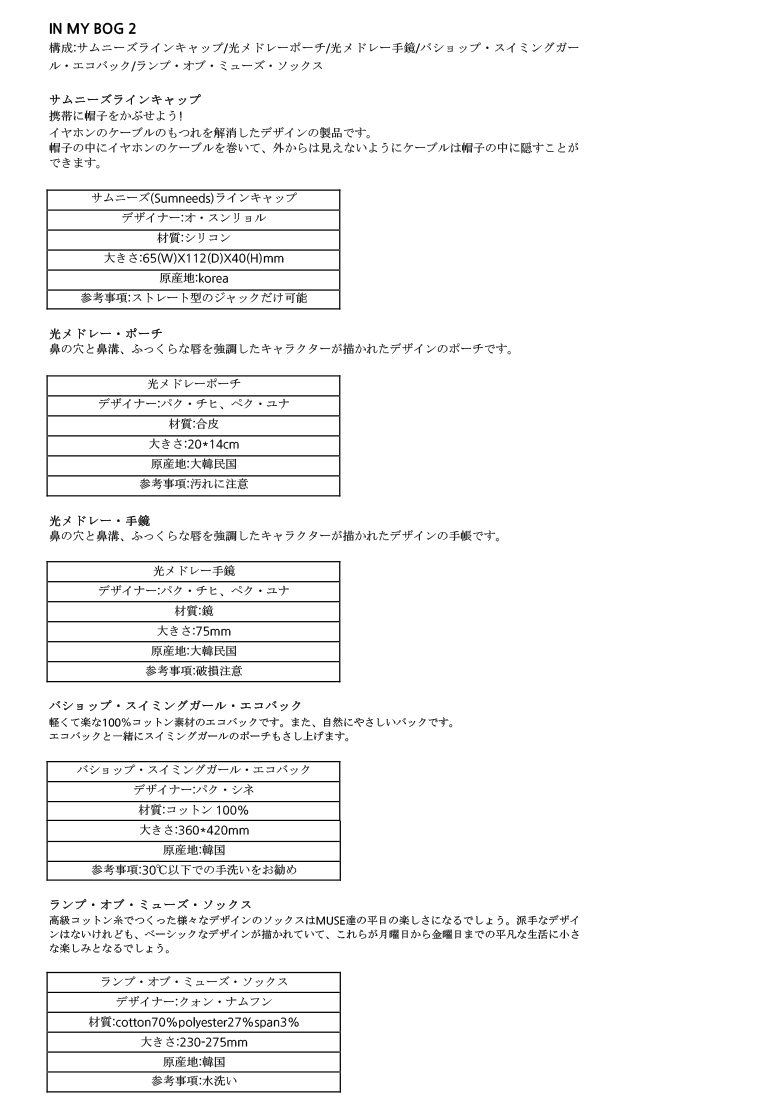 IN MY BOG 2
構成:サムニーズラインキャップ/光メドレーポーチ/光メドレー手鏡/バショップ・スイミングガー
ル・エコバック/ランプ・オブ・ミューズ・ソックス
サムニーズラインキャップ
携帯に帽子をかぶせよう!
イヤホンのケーブルのもつれを解消したデザインの製品です。
帽子の中にイヤホンのケーブルを巻いて、外からは見えないようにケーブルは帽子の中に隠すことが
できます。
サムニーズ(Sumneeds)ラインキャップ
デザイナー:オ・スンリョル
材質:シリコン
大きさ:65(W)X112(D)X40(H)mm
原産地:korea
参考事項:ストレート型のジャックだけ可能
光メドレー・ポーチ
鼻の穴と鼻溝、ふっくらな唇を強調したキャラクターが描かれたデザインのポーチです。
光メドレーポーチ
デザイナー:パク・チヒ、ペク・ユナ
材質:合皮
大きさ:20*14cm
原産地:大韓民国
参考事項:汚れに注意
光メドレー・手鏡
鼻の穴と鼻溝、ふっくらな唇を強調したキャラクターが描かれたデザインの手帳です。
光メドレー手鏡
デザイナー:パク・チヒ、ペク・ユナ
材質:鏡
大きさ:75mm
原産地:大韓民国
参考事項:破損注意
バショップ・スイミングガール・エコバック
軽くて楽な100%コットン素材のエコバックです。また、自然にやさしいバックです。
エコバックと一緒にスイミングガールのポーチもさし上げます。
バショップ・スイミングガール・エコバック
デザイナー:パク・シネ
材質:コットン 100%
大きさ:360*420mm
原産地:韓国
参考事項:30℃以下での手洗いをお勧め
ランプ・オブ・ミューズ・ソックス
高級コットン糸でつくった様々なデザインのソックスはMUSE達の平日の楽しさになるでしょう。派手なデザイ
ンはないけれども、ベーシックなデザインが描かれていて、これらが月曜日から金曜日までの平凡な生活に小さ
な楽しみとなるでしょう。
ランプ・オブ・ミューズ・ソックス
デザイナー:クォン・ナムフン
材質:cotton70%polyester27%span3%
大きさ:230-275mm
原産地:韓国
参考事項:水洗い